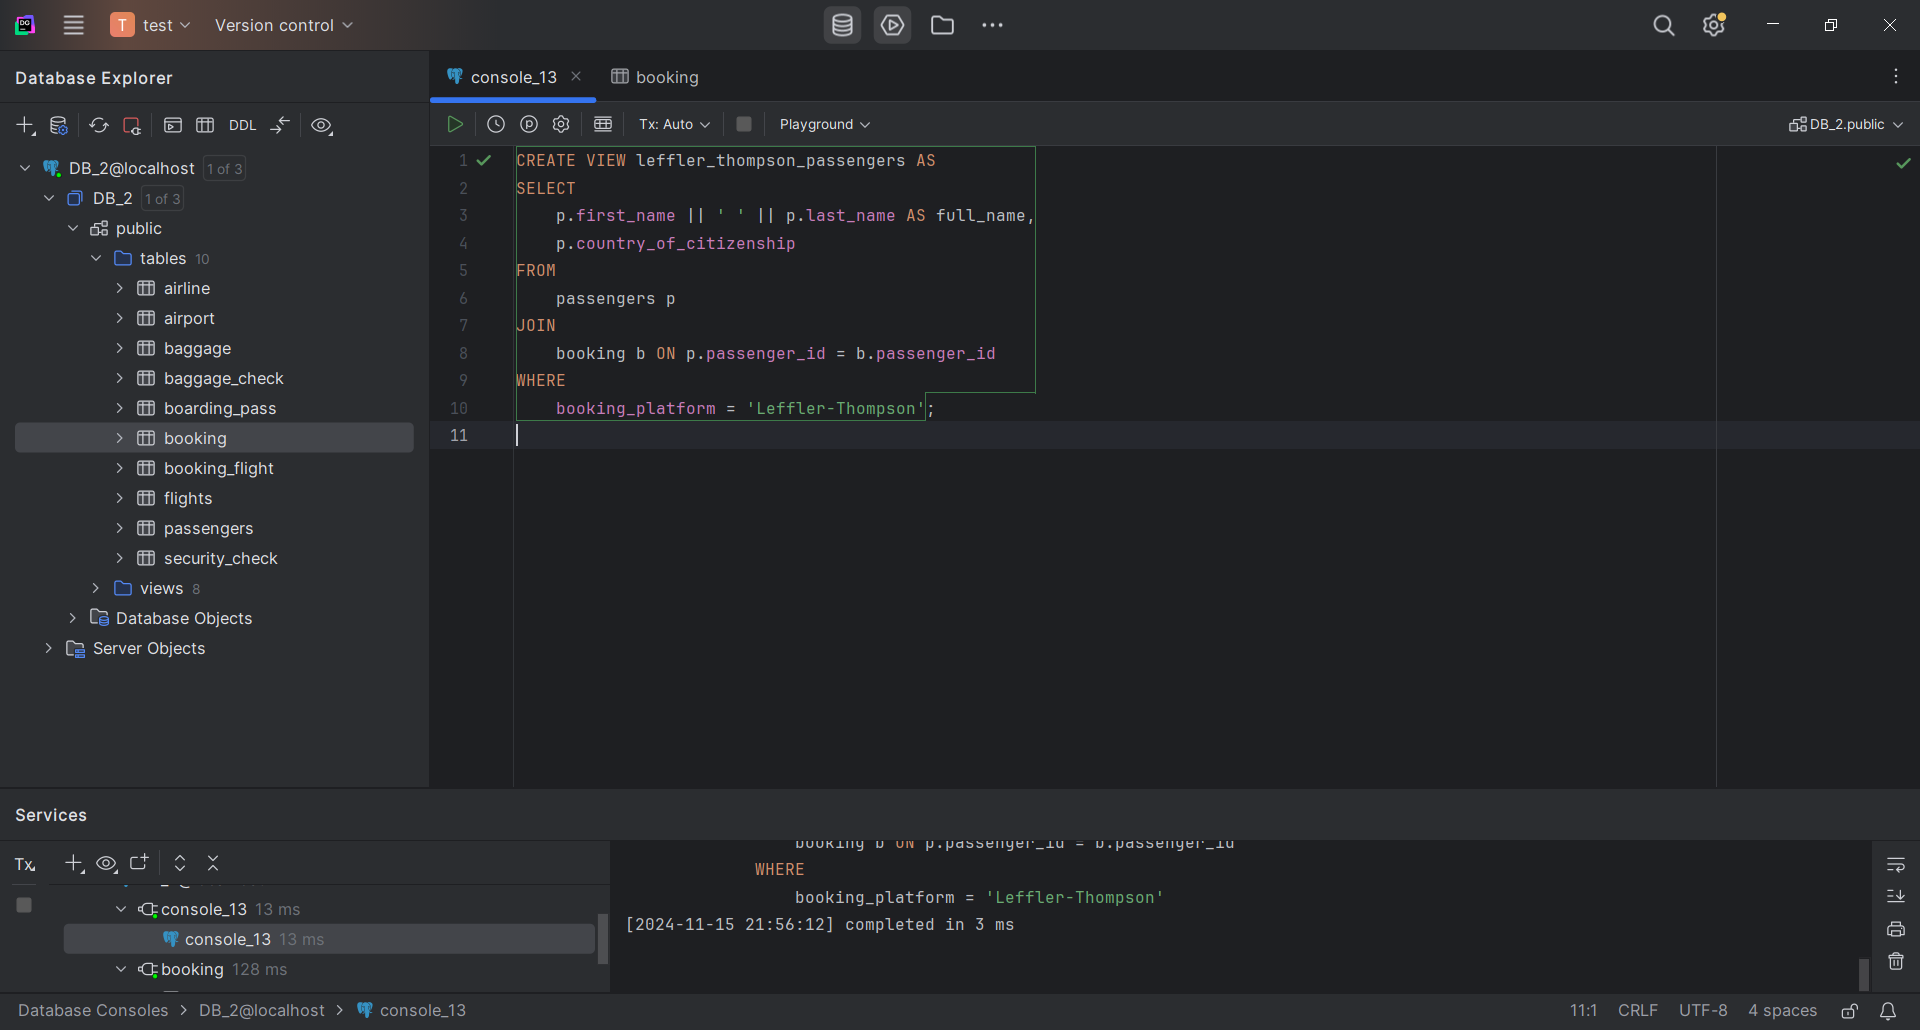 T test Version control
Database Explorer
console_13
booking
DDL
Tx: Auto
Playground
DB_2.public
DB_2@localhost 1 of 3
DB_2 1 of 3
public
tables 10
airline
airport
baggage
baggage_check
boarding_pass
booking
booking_flight
flights
passengers
security_check
views 8
Database Objects
Server Objects
1 CREATE VIEW leffler_thompson_passengers AS
2 SELECT
3 p.first_name || ' ' || p.last_name AS full_name,
4 p.country_of_citizenship
5 FROM
6 passengers p
7 JOIN
8 booking b ON p.passenger_id = b.passenger_id
9 WHERE
10 booking_platform = 'Leffler-Thompson';
11
Services
Tx
console_13 13 ms
console_13 13 ms
booking 128 ms
booking b ON p.passenger_id = b.passenger_id
WHERE
booking_platform = 'Leffler-Thompson'
[2024-11-15 21:56:12] completed in 3 ms
Database Consoles > DB_2@localhost > console_13
11:1 CRLF UTF-8 4 spaces